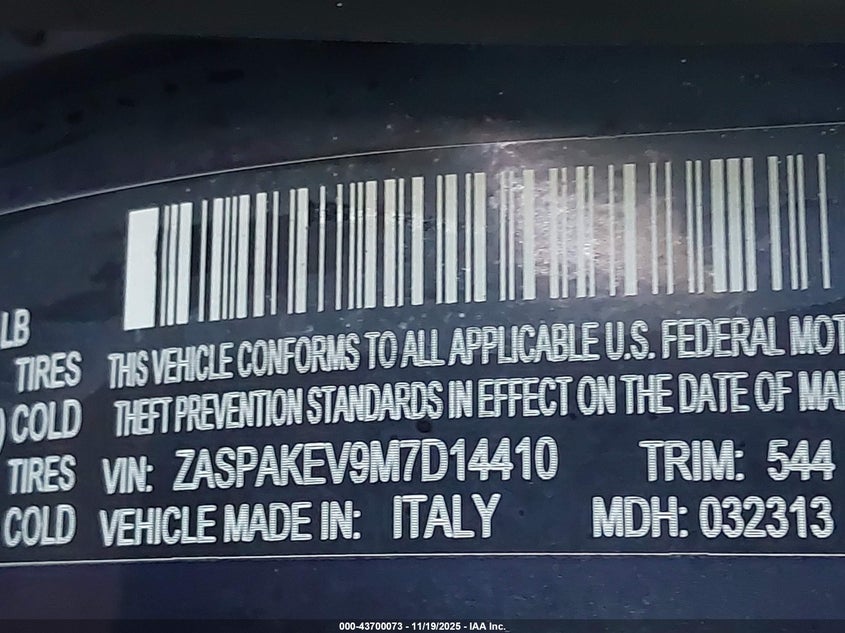 LB
TIRES THIS VEHICLE CONFORMS TO ALL APPLICABLE U.S. FEDERAL MOT
) COLD THEFT PREVENTION STANDARDS IN EFFECT ON THE DATE OF MA
TIRES VIN: ZASPAKEV9M7D14410 TRIM: 544
COLD VEHICLE MADE IN: ITALY MDH: 032313
000-43700073 - 11/19/2025 - IAA Inc.